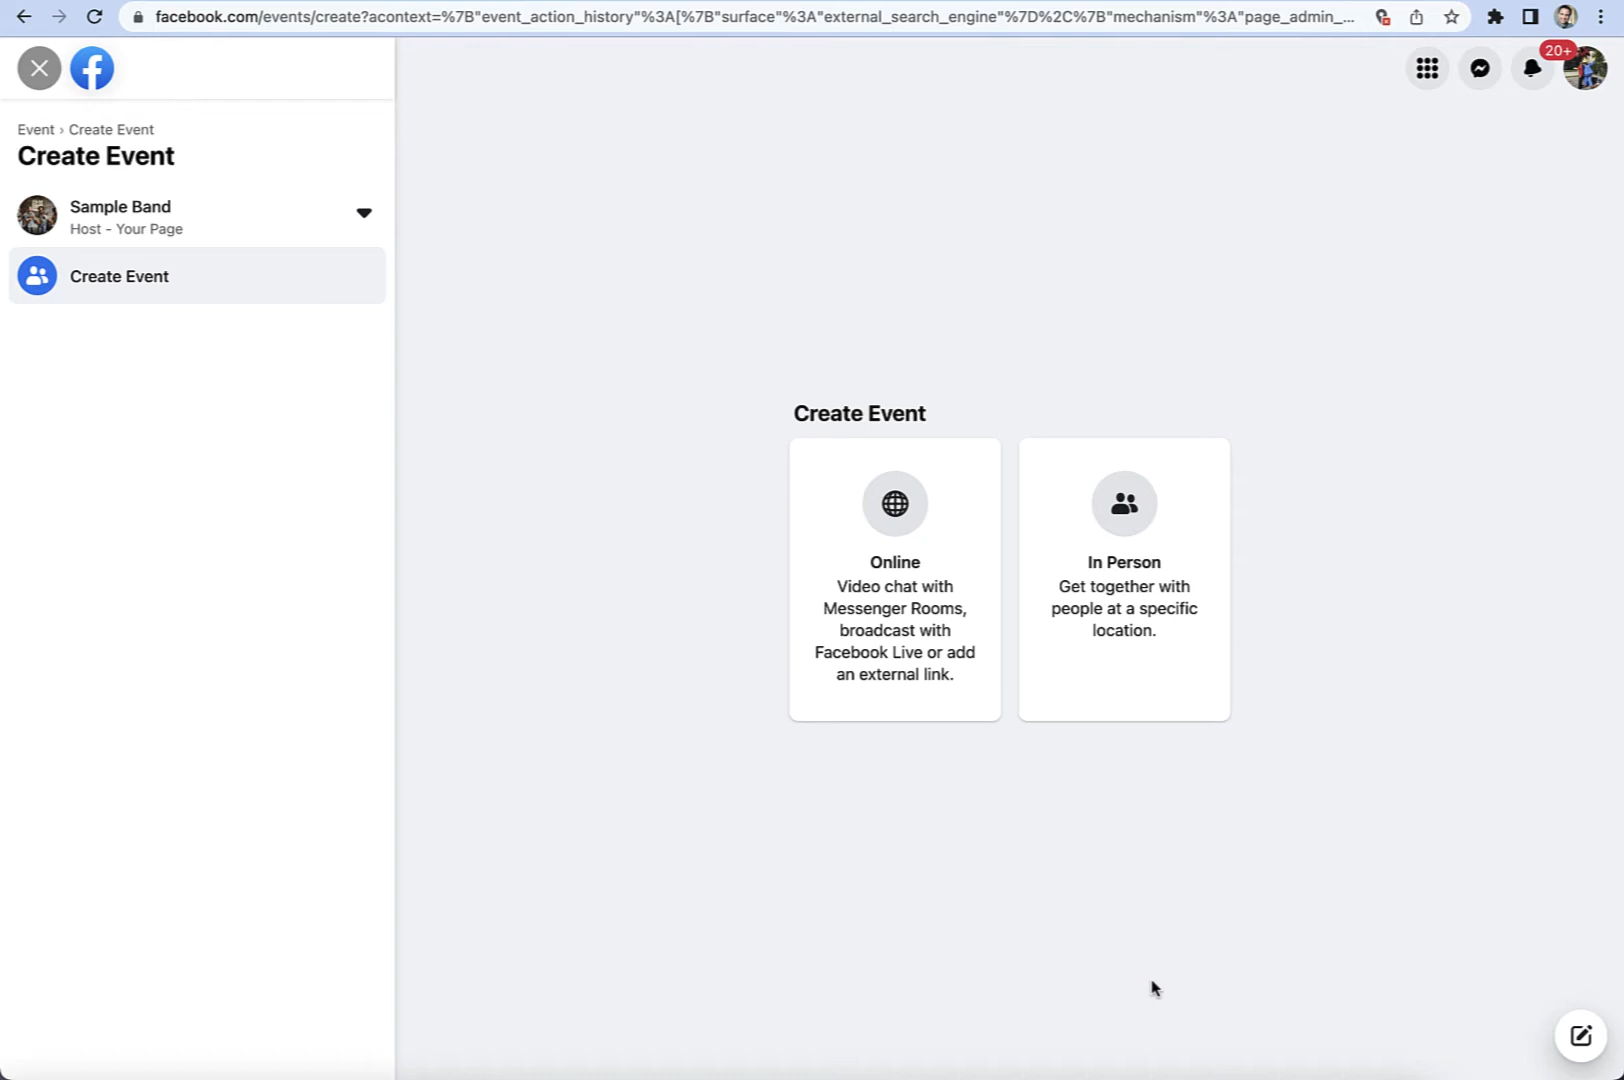 facebook.com/events/create?acontext=%7B"event_action_history"%3A[%7B"surface"%3A"external_search_engine"%7D%2C%7B"mechanism"%3A"page_admin_...
20+
Event › Create Event
Create Event
Sample Band
Host - Your Page
Create Event
Create Event
Online
Video chat with
Messenger Rooms,
broadcast with
Facebook Live or add
an external link.
In Person
Get together with
people at a specific
location.